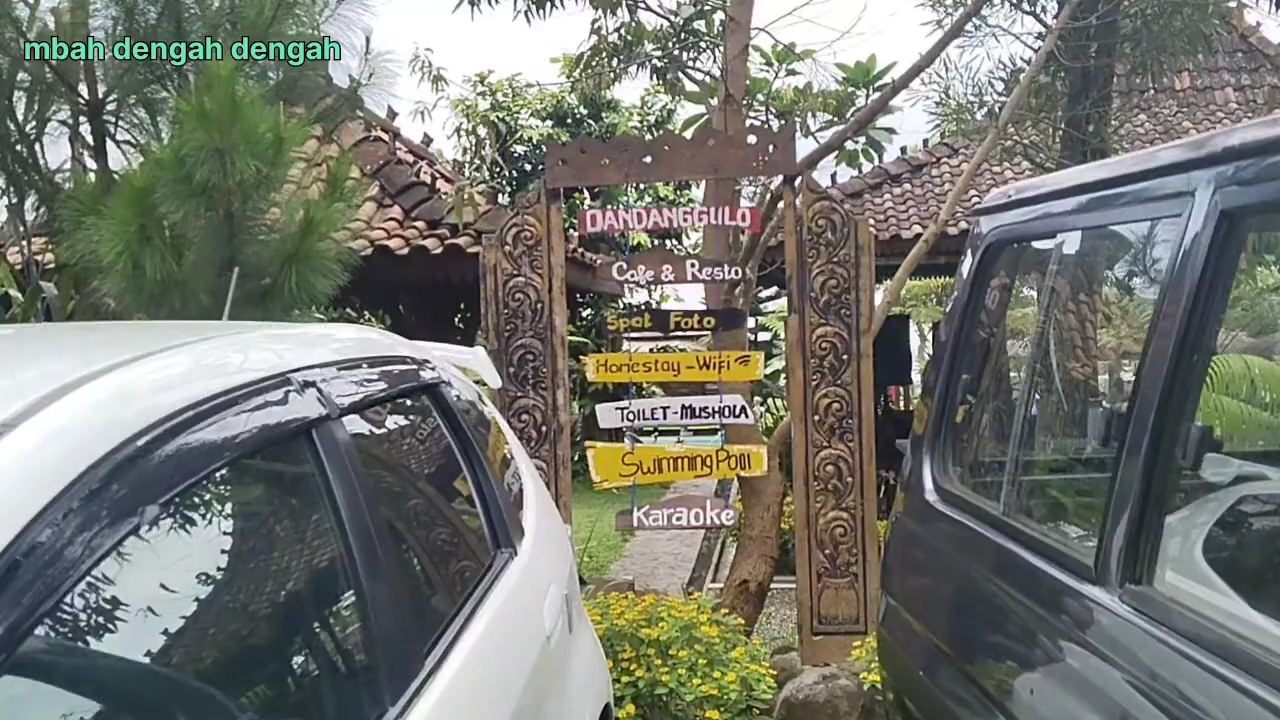 mbah dengah dengah
DANDANGGULO
Cafe & Resto
Spot Foto
Homestay - WiFi
TOILET - MUSHOLA
Swimming Pool
Karaoke